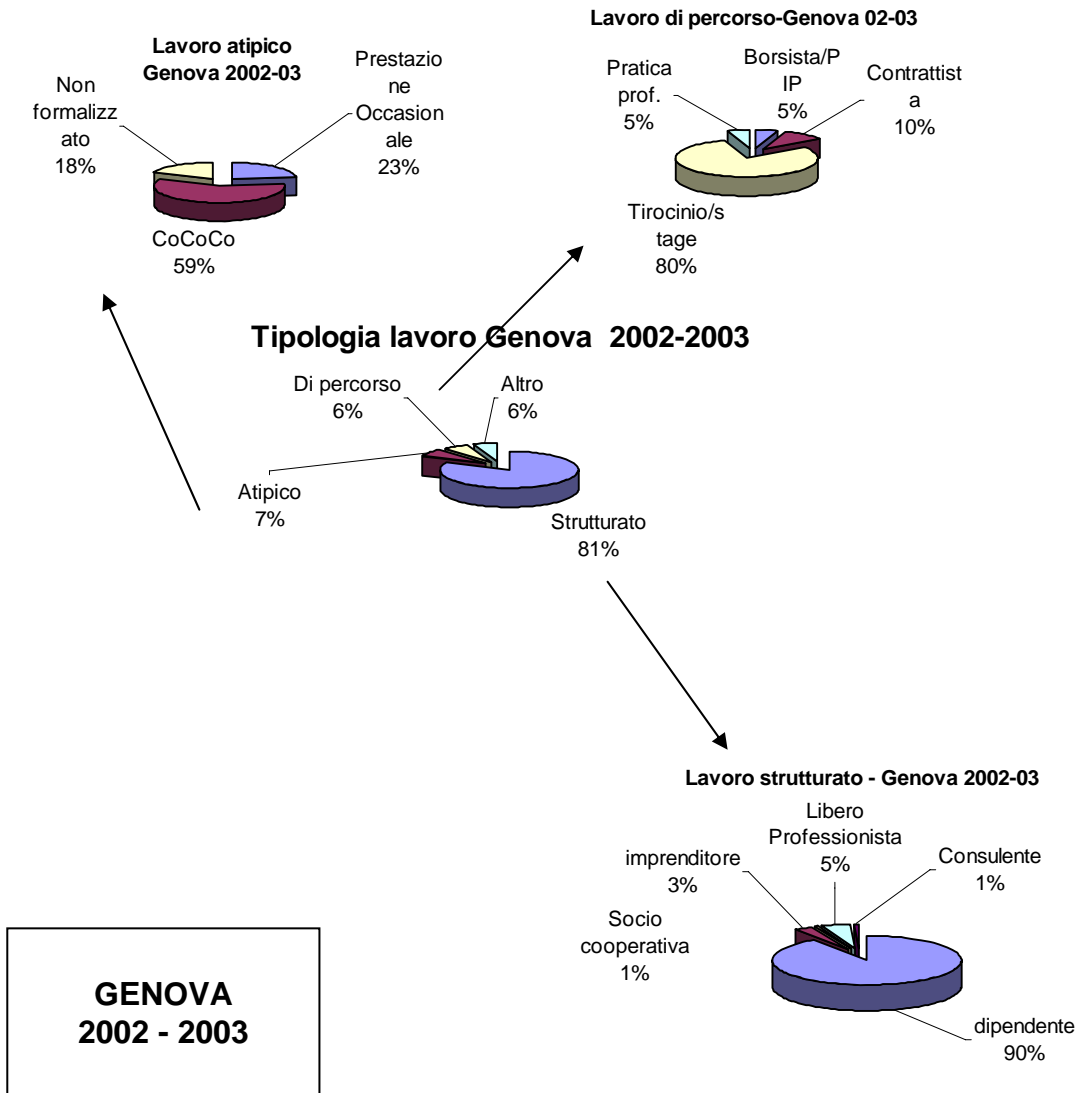 Lavoro atipico
Genova 2002-03
Non
formalizz
ato
18%
Prestazio
ne
Occasion
ale
23%
CoCoCo
59%
Lavoro di percorso-Genova 02-03
Pratica
prof.
5%
Borsista/P
IP
5%
Contrattist
a
10%
Tirocinio/s
tage
80%
Tipologia lavoro Genova 2002-2003
Di percorso
6%
Altro
6%
Atipico
7%
Strutturato
81%
Lavoro strutturato - Genova 2002-03
Libero
Professionista
5%
imprenditore
3%
Consulente
1%
Socio
cooperativa
1%
dipendente
90%
GENOVA
2002 - 2003